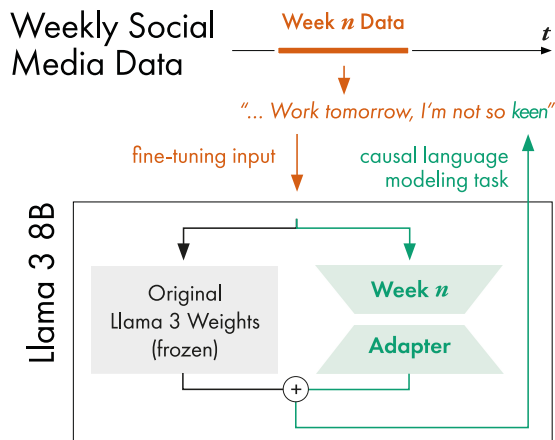 Weekly Social
Media Data
Week n Data
t
“... Work tomorrow, I'm not so keen”
fine-tuning input
causal language
modeling task
Llama 3 8B
Original
Llama 3 Weights
(frozen)
Week n
Adapter
+